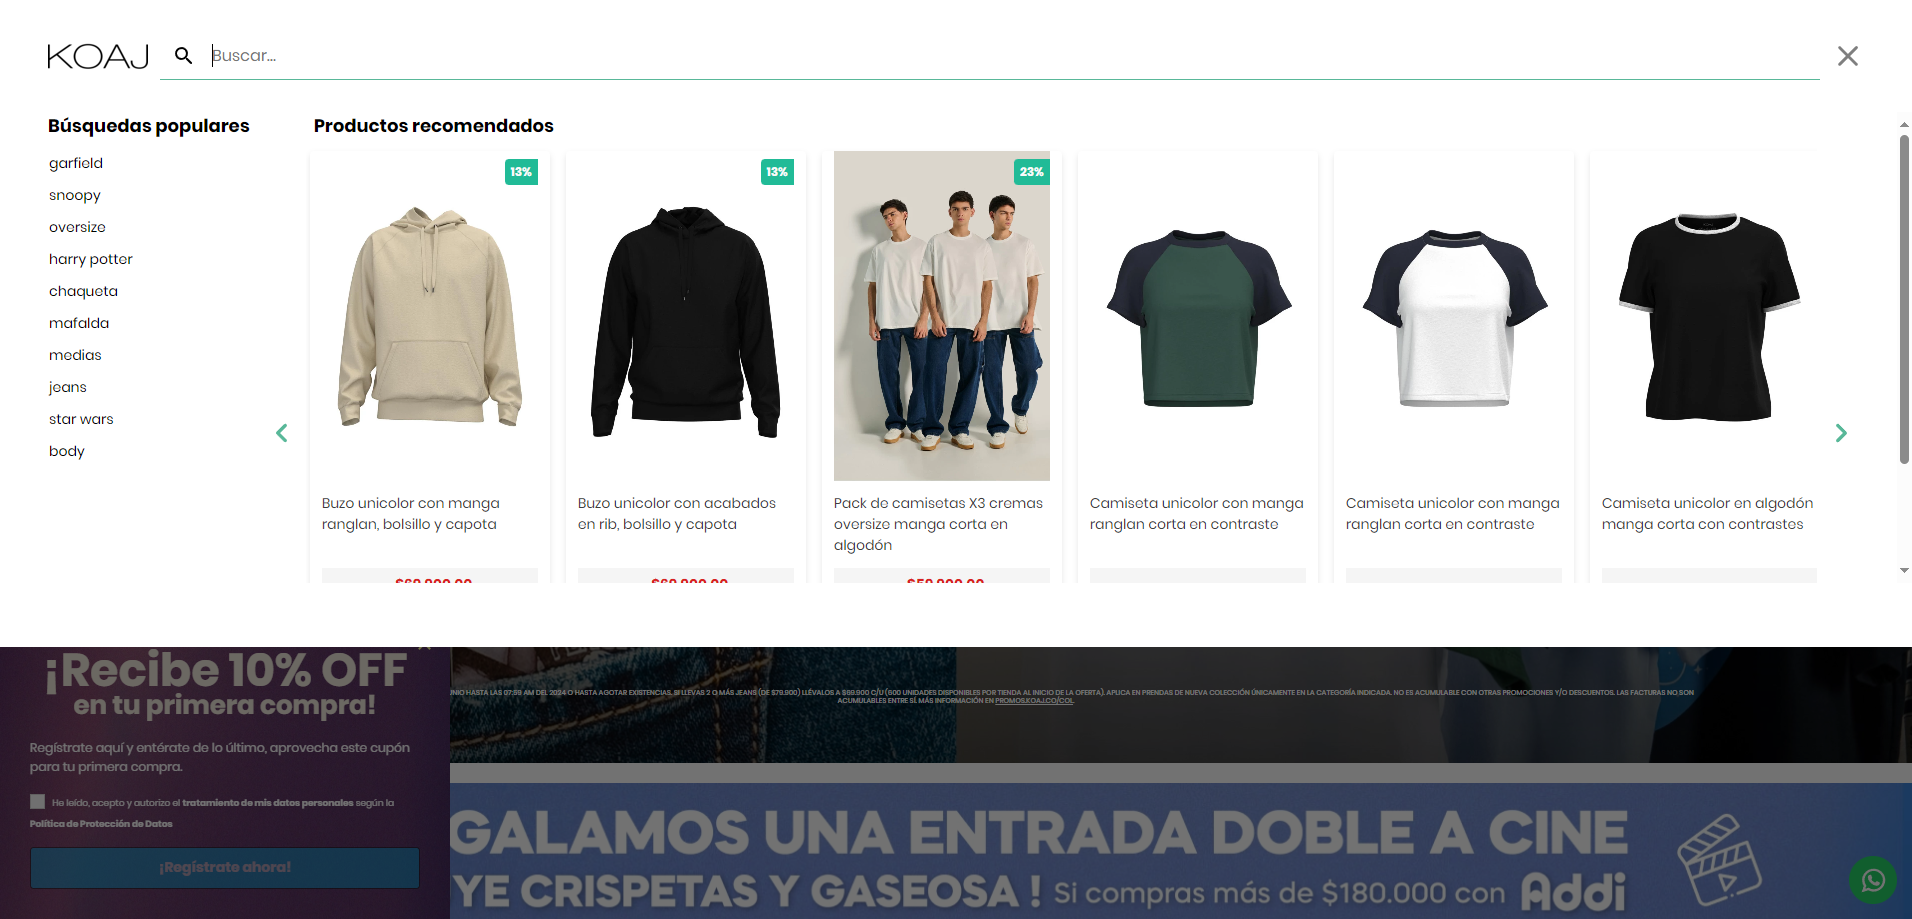 KOAJ
Buscar...
Búsquedas populares
garfield
snoopy
oversize
harry potter
chaqueta
mafalda
medias
jeans
star wars
body
Productos recomendados
13%
13%
23%
Buzo unicolor con manga
ranglan, bolsillo y capota
Buzo unicolor con acabados
en rib, bolsillo y capota
Pack de camisetas X3 cremas
oversize manga corta en
algodón
Camiseta unicolor con manga
ranglan corta en contraste
Camiseta unicolor con manga
ranglan corta en contraste
Camiseta unicolor en algodón
manga corta con contrastes
¡Recibe 10% OFF
en tu primera compra!
Regístrate aquí y entérate de lo último, aprovecha este cupón
para tu primera compra.
He leído, acepto y autorizo el tratamiento de mis datos personales según la
Política de Protección de Datos
¡Regístrate ahora!
HASTA LAS 07:59 AM DEL 2024 O HASTA AGOTAR EXISTENCIAS. SI LLEVAS 2 O MÁS JEANS (DE $79.900) LLÉVALOS A $69.900 C/U (600 UNIDADES DISPONIBLES POR TIENDA AL INICIO DE LA OFERTA). APLICA EN PRENDAS DE NUEVA COLECCIÓN ÚNICAMENTE EN LA CATEGORÍA INDICADA. NO ES ACUMULABLE CON OTRAS PROMOCIONES Y/O DESCUENTOS. LAS FACTURAS NO SON
ACUMULABLES ENTRE SÍ. MÁS INFORMACIÓN EN PROMOS.KOAJ.CO/COL
GALAMOS UNA ENTRADA DOBLE A CINE
YE CRISPETAS Y GASEOSA ! Si compras más de $180.000 con Addi